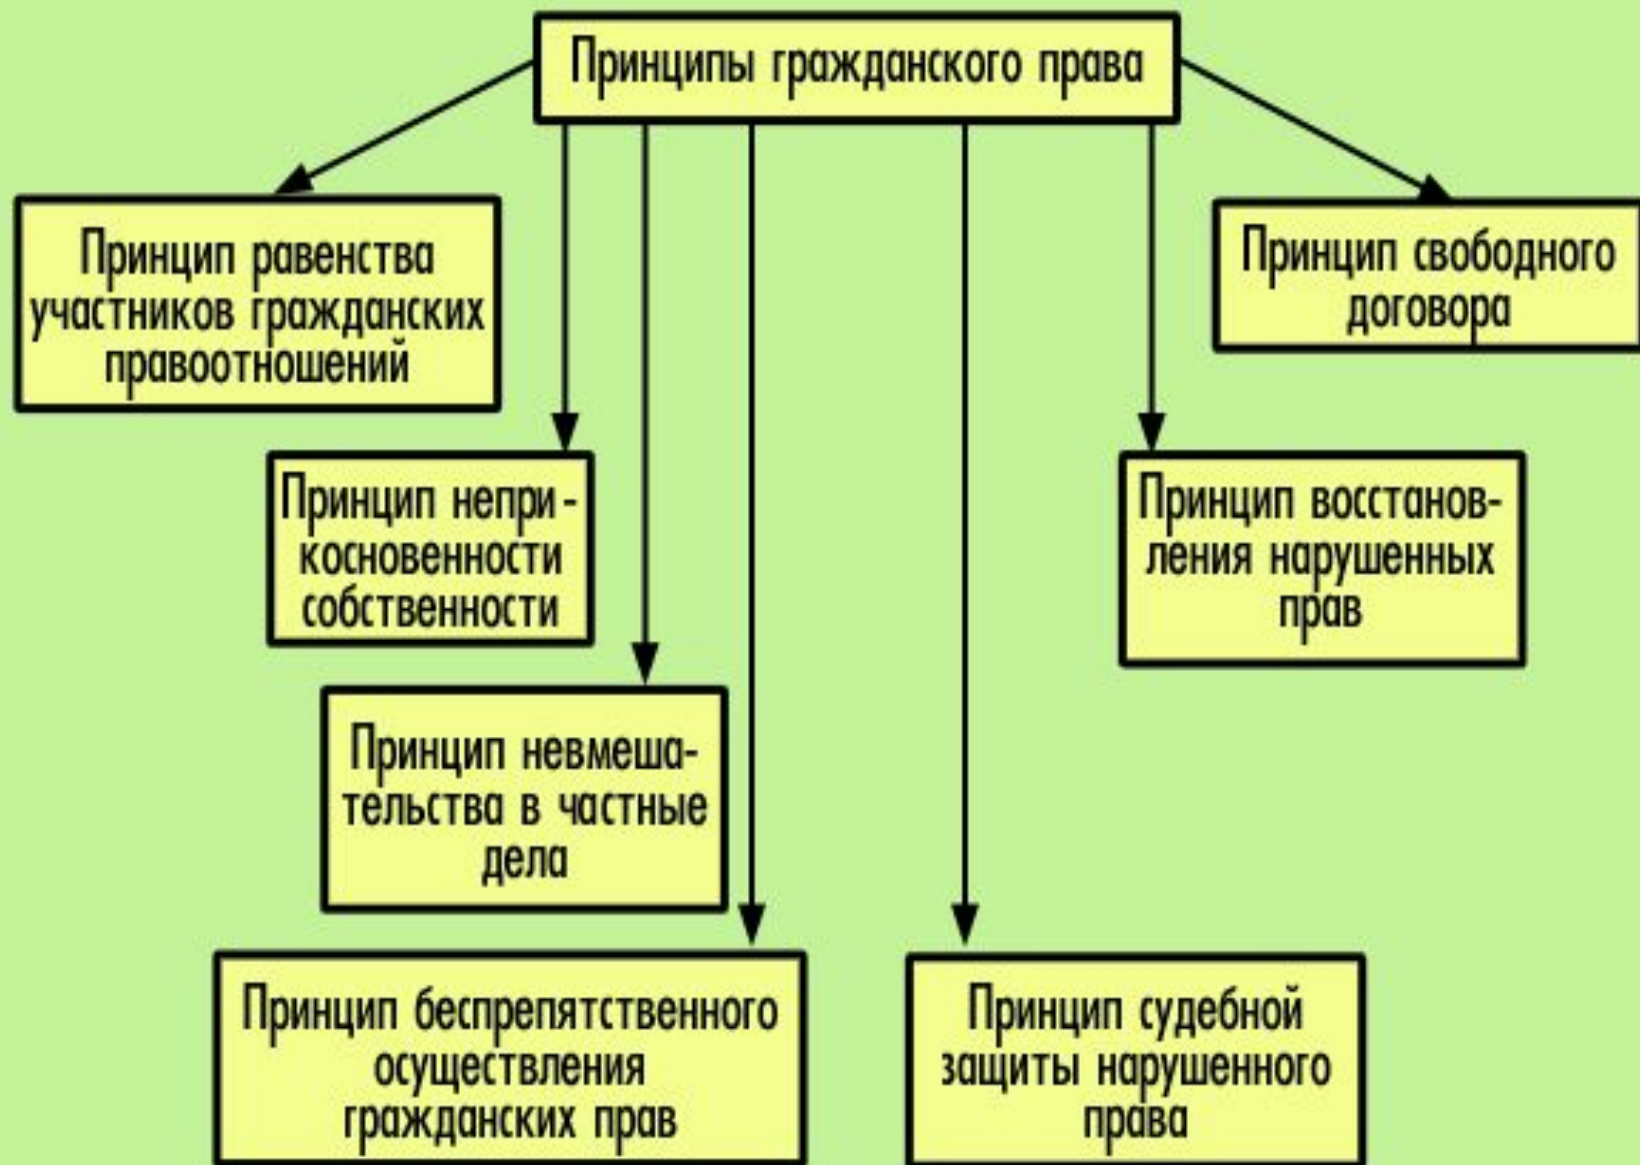 Принципы гражданского права
Принцип равенства
участников гражданских
правоотношений
Принцип свободного
договора
Принцип непри-
косновенности
собственности
Принцип восстанов-
ления нарушенных
прав
Принцип невмеша-
тельства в частные
дела
Принцип беспрепятственного
осуществления
гражданских прав
Принцип судебной
защиты нарушенного
права